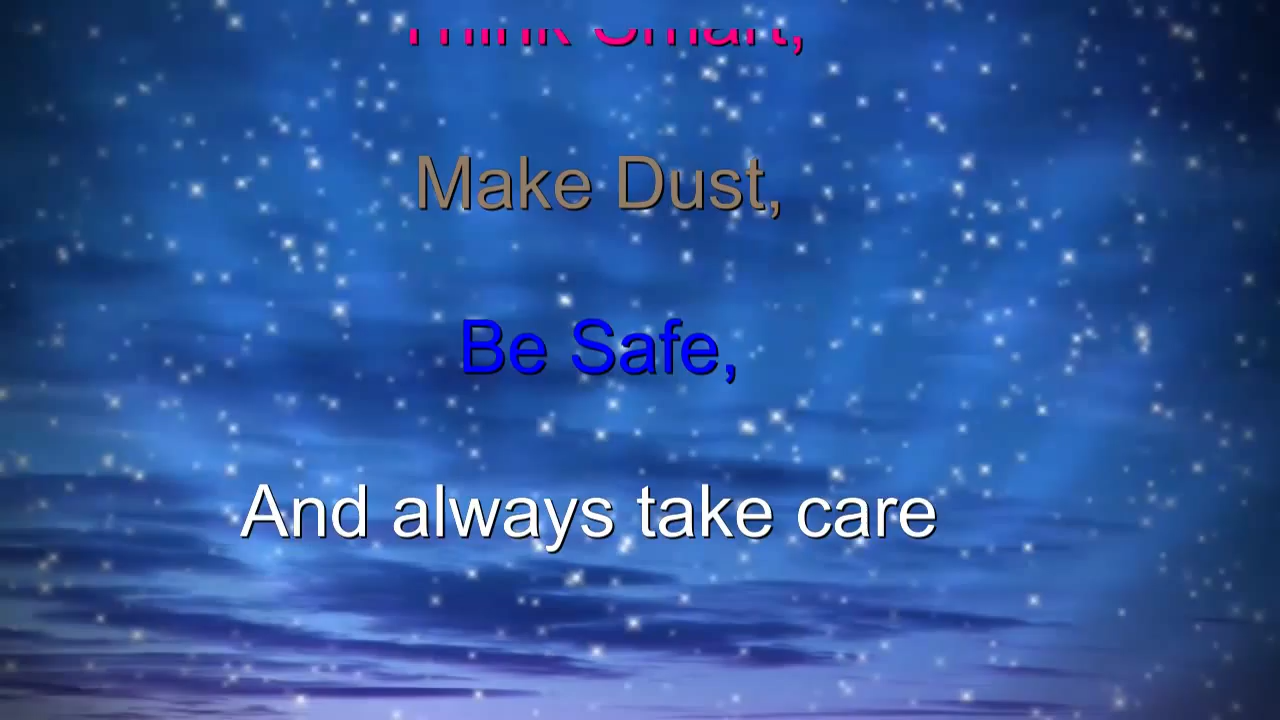 Think Smart,
Make Dust,
Be Safe,
And always take care